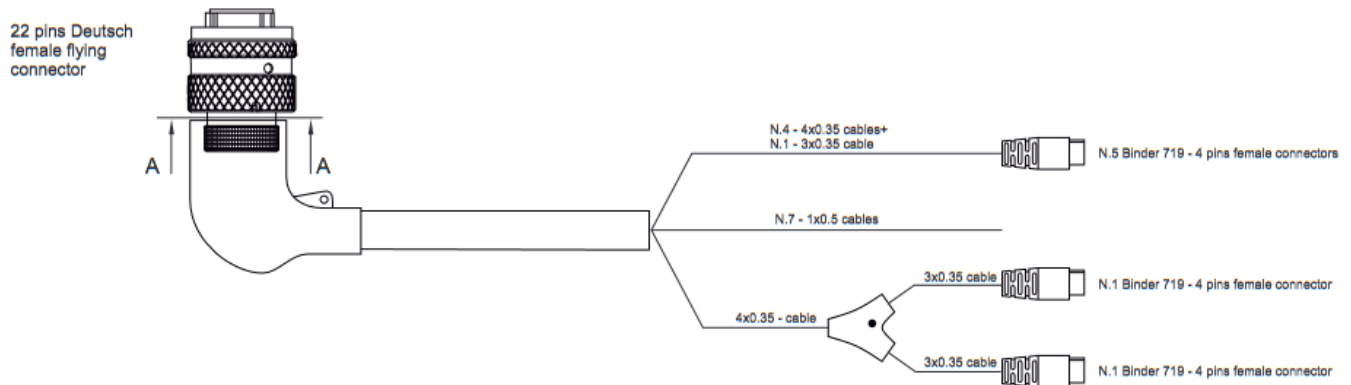 22 pins Deutsch
female flying
connector
A
A
N.4 - 4x0.35 cables+
N.1 - 3x0.35 cable
N.5 Binder 719 - 4 pins female connectors
N.7 - 1x0.5 cables
3x0.35 cable
N.1 Binder 719 - 4 pins female connector
4x0.35 - cable
3x0.35 cable
N.1 Binder 719 - 4 pins female connector